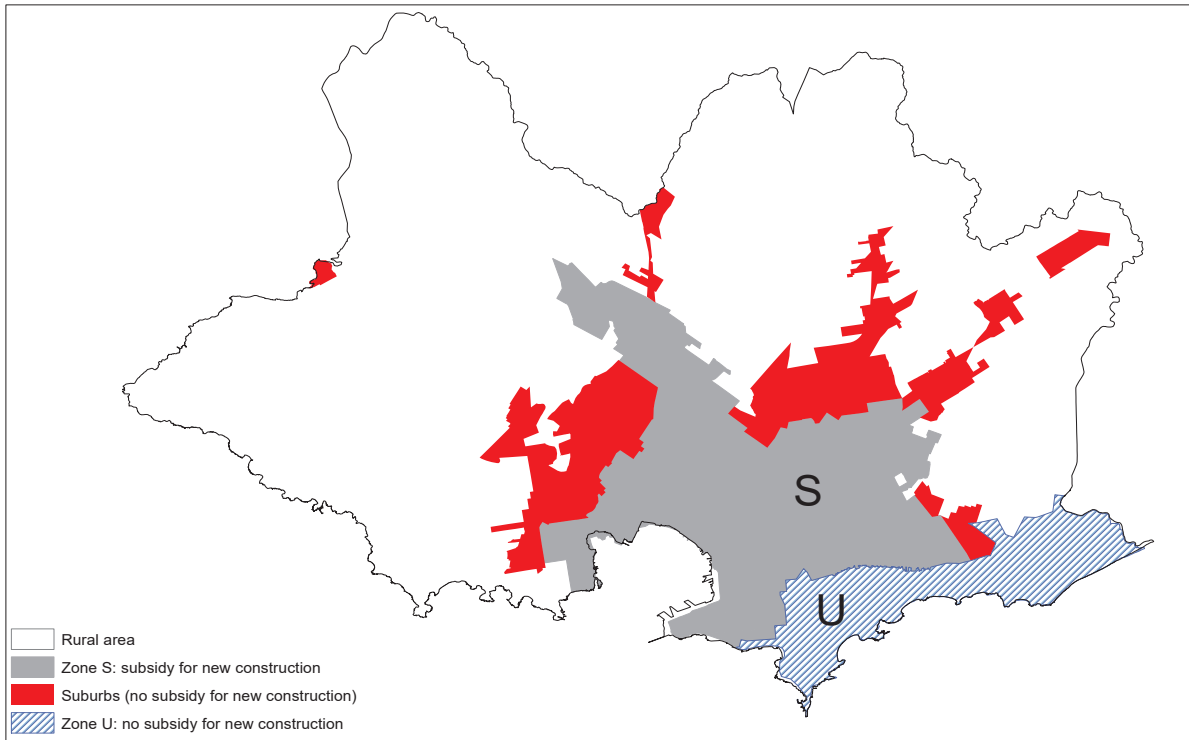 S
U
Rural area
Zone S: subsidy for new construction
Suburbs (no subsidy for new construction)
Zone U: no subsidy for new construction